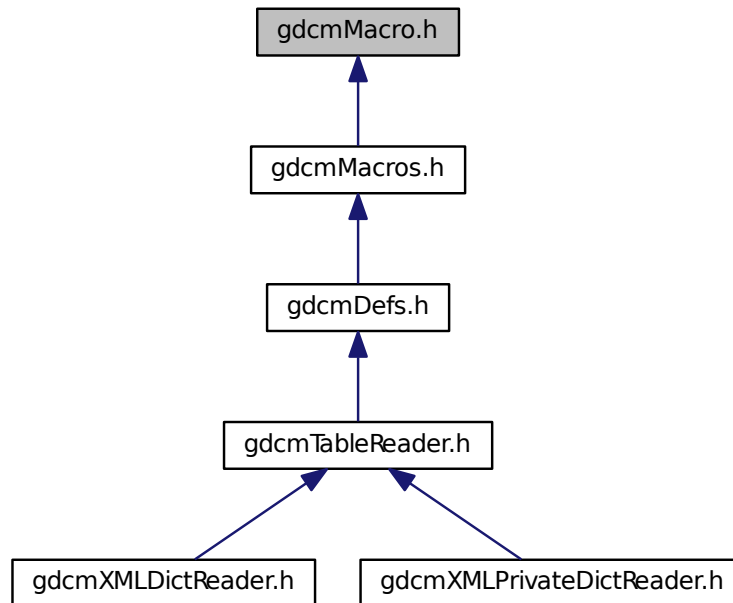 gdcmMacro.h
gdcmMacros.h
gdcmDefs.h
gdcmTableReader.h
gdcmXMLDictReader.h
gdcmXMLPrivateDictReader.h